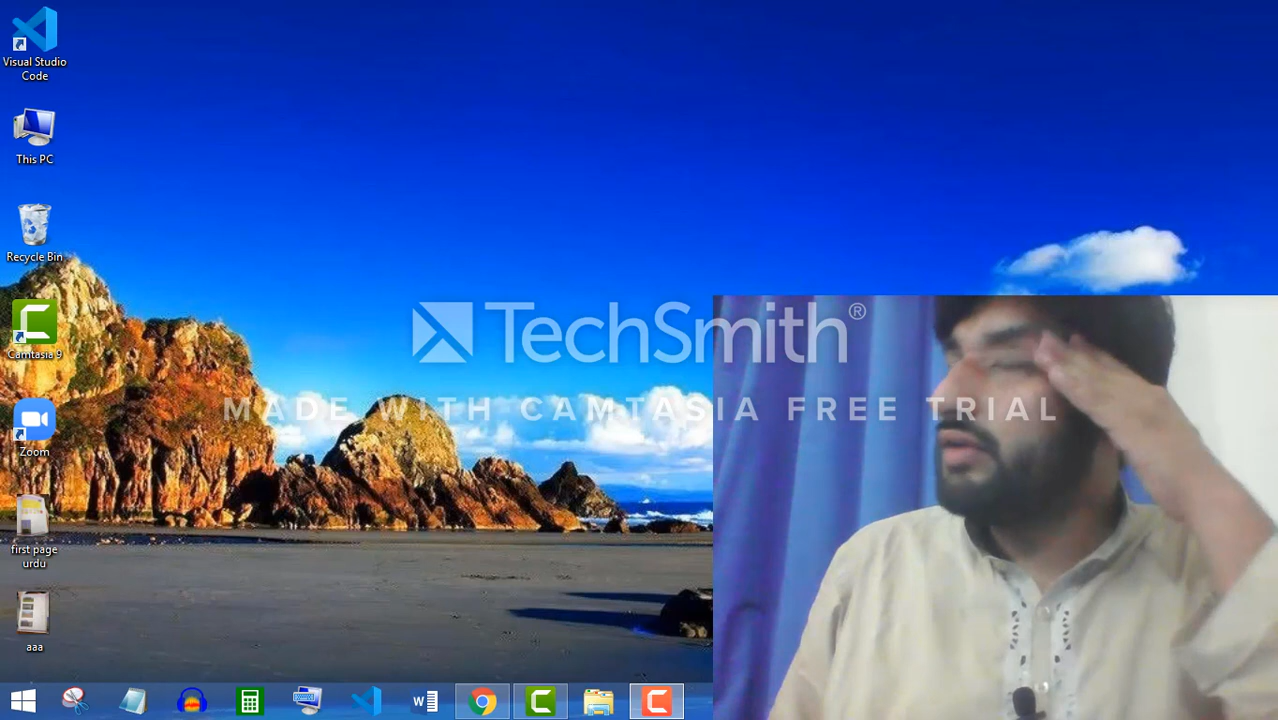 Visual Studio
Code
This PC
Recycle Bin
Camtasia 9
Zoom
first page
urdu
aaa
TechSmith®
MADE WITH CAMTASIA FREE TRIAL